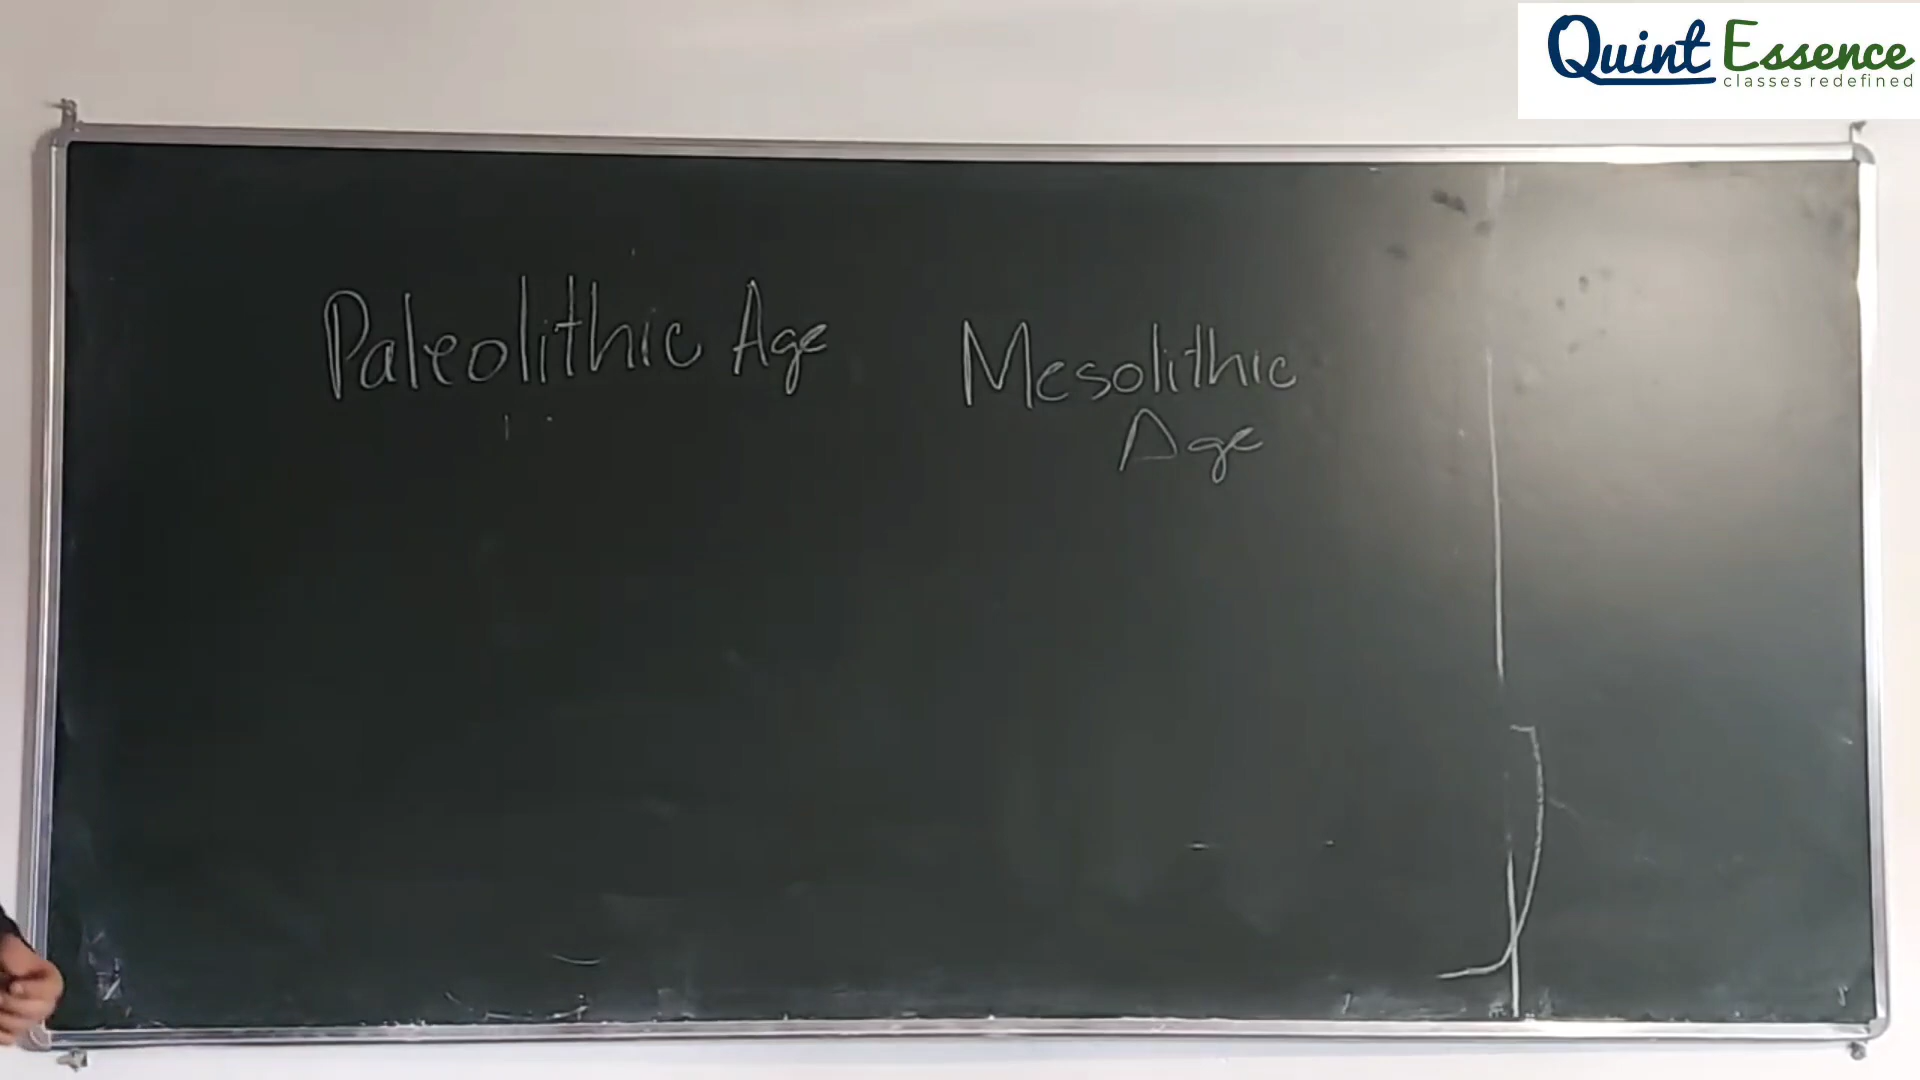 Quint Essence
classes redefined
Paleolithic Age
Mesolithic
Age